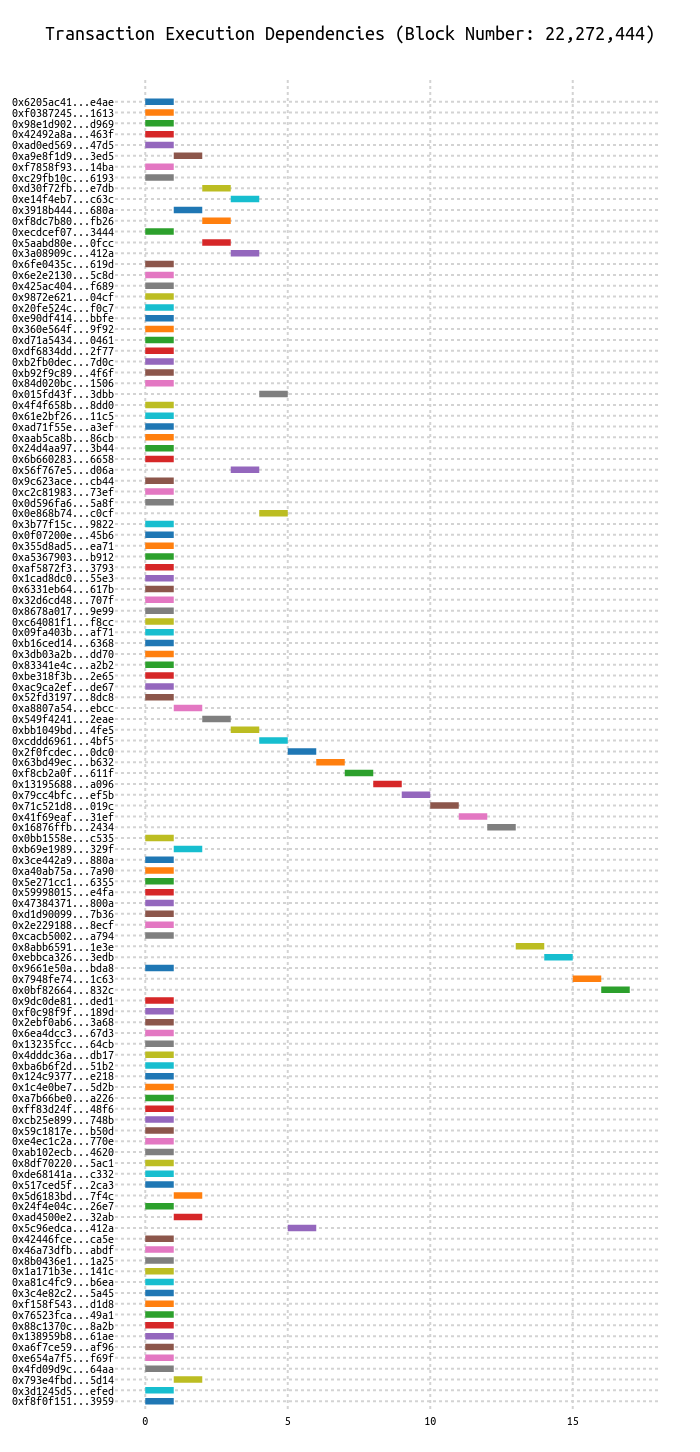 Transaction Execution Dependencies (Block Number: 22,272,444)
0x6205ac41...e4ae
0xf0387245...1613
0x98e1d902...d969
0x42492a8a...463f
0xad0ed569...47d5
0xa9e8f1d9...3ed5
0xf7858f93...14ba
0xc29fb10c...6193
0xd30f72fb...e7db
0xe14f4eb7...c63c
0x3918b444...680a
0xf8dc7b80...fb26
0xecdcef07...3444
0x5aabd80e...0fcc
0x3a08909c...412a
0x6fe0435c...619d
0x6e2e2130...5c8d
0x425ac404...f689
0x9872e621...04cf
0x20fe524c...f0c7
0xe90df414...bbfe
0x360e564f...9f92
0xd71a5434...0461
0xdf6834dd...2f77
0xb2fb0dec...7d0c
0xb92f9c89...4f6f
0x84d020bc...1506
0x015fd43f...3dbb
0x4f4f658b...8dd0
0x61e2bf26...11c5
0xad71f55e...a3ef
0xaab5ca8b...86cb
0x24d4aa97...3b44
0x6b660283...6658
0x56f767e5...d06a
0x9c623ace...cb44
0xc2c81983...73ef
0x0d596fa6...5a8f
0x0e868b74...c0cf
0x3b77f15c...9822
0x0f07200e...45b6
0x355d8ad5...ea71
0xa5367903...b912
0xaf5872f3...3793
0x1cad8dc0...55e3
0x6331eb64...617b
0x32d6cd48...707f
0x8678a017...9e99
0xc64081f1...f8cc
0x09fa403b...af71
0xb16ced14...6368
0x3db03a2b...dd70
0x83341e4c...a2b2
0xbe318f3b...2e65
0xac9ca2ef...de67
0x52fd3197...8dc8
0xa8807a54...ebcc
0x549f4241...2eae
0xbb1049bd...4fe5
0xcddd6961...4bf5
0x2f0fcdec...0dc0
0x63bd49ec...b632
0xf8cb2a0f...611f
0x13195688...a096
0x79cc4bfc...ef5b
0x71c521d8...019c
0x41f69eaf...31ef
0x16876ffb...2434
0x0bb1558e...c535
0xb69e1989...329f
0x3ce442a9...880a
0xa40ab75a...7a90
0x5e271cc1...6355
0x59998015...e4fa
0x47384371...800a
0xd1d90099...7b36
0x2e229188...8ecf
0xcacb5002...a794
0x8abb6591...1e3e
0xebbca326...3edb
0x9661e50a...bda8
0x7948fe74...1c63
0x0bf82664...832c
0x9dc0de81...ded1
0xf0c98f9f...189d
0x2ebf0ab6...3a68
0x6ea4dcc3...67d3
0x13235fcc...64cb
0x4dddc36a...db17
0xba6b6f2d...51b2
0x124c9377...e218
0x1c4e0be7...5d2b
0xa7b66be0...a226
0xff83d24f...48f6
0xcb25e899...748b
0x59c1817e...b50d
0xe4ec1c2a...770e
0xab102ecb...4620
0x8df70220...5ac1
0xde68141a...c332
0x517ced5f...2ca3
0x5d6183bd...7f4c
0x24f4e04c...26e7
0xad4500e2...32ab
0x5c96edca...412a
0x42446fce...ca5e
0x46a73dfb...abdf
0x8b0436e1...1a25
0x1a171b3e...141c
0xa81c4fc9...b6ea
0x3c4e82c2...5a45
0xf158f543...d1d8
0x76523fca...49a1
0x88c1370c...8a2b
0x138959b8...61ae
0xa6f7ce59...af96
0xe654a7f5...f69f
0x4fd09d9c...64aa
0x793e4fbd...5d14
0x3d1245d5...efed
0xf8f0f151...3959
0 5 10 15